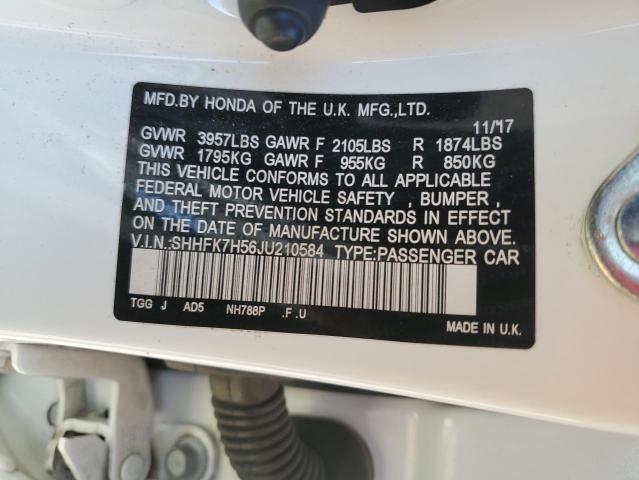 MFD.BY HONDA OF THE U.K. MFG.,LTD.
11/17
GVWR 3957LBS GAWR F 2105LBS R 1874LBS
GVWR 1795KG GAWR F 955KG R 850KG
THIS VEHICLE CONFORMS TO ALL APPLICABLE
FEDERAL MOTOR VEHICLE SAFETY , BUMPER ,
AND THEFT PREVENTION STANDARDS IN EFFECT
ON THE DATE OF MANUFACTURE SHOWN ABOVE.
V.I.N.:SHHFK7H56JU210584 TYPE:PASSENGER CAR
TGG J AD5 NH788P .F .U
MADE IN U.K.